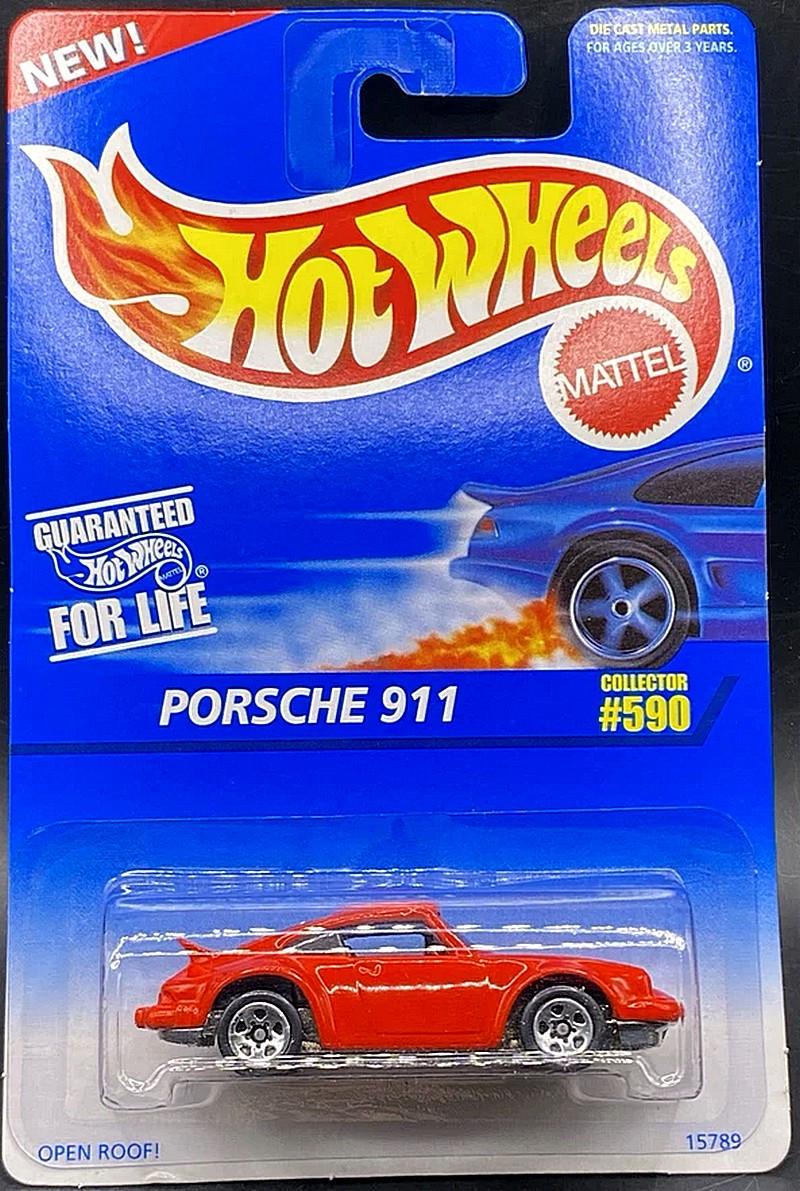 NEW!
DIE CAST METAL PARTS.
FOR AGES OVER 3 YEARS.
HOT WHEELS
MATTEL
®
GUARANTEED
HOT WHEELS
MATTEL
®
FOR LIFE
PORSCHE 911
COLLECTOR
#590
OPEN ROOF!
15789